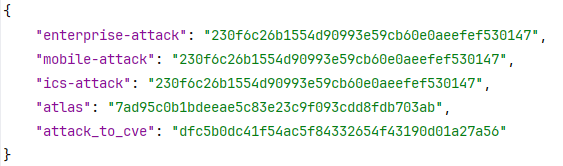 {
"enterprise-attack": "230f6c26b1554d90993e59cb60e0aeefef530147",
"mobile-attack": "230f6c26b1554d90993e59cb60e0aeefef530147",
"ics-attack": "230f6c26b1554d90993e59cb60e0aeefef530147",
"atlas": "7ad95c0b1bdeeae5c83e23c9f093cdd8fdb703ab",
"attack_to_cve": "dfc5b0dc41f54ac5f84332654f43190d01a27a56"
}